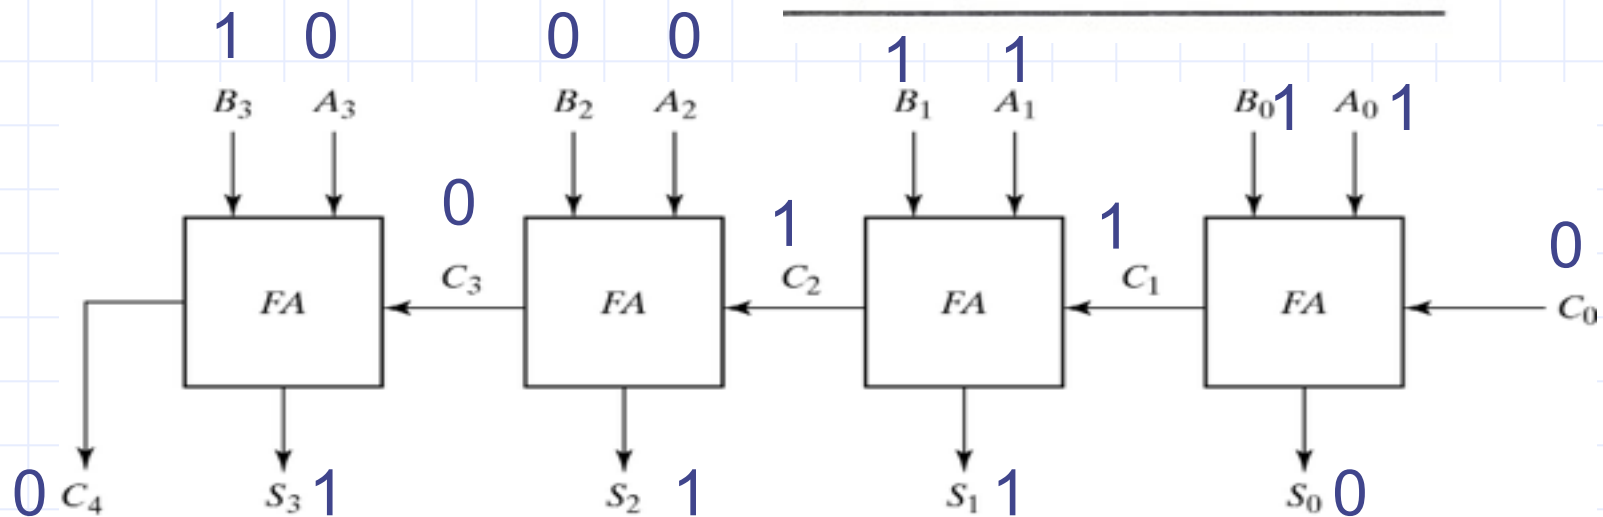 1 0 0 0 1 1
B₃ A₃ B₂ A₂ B₁ A₁ B₀ 1 A₀ 1
0 1 1 0
FA C₃ FA C₂ FA C₁ FA C₀
0 C₄ S₃ 1 S₂ 1 S₁ 1 S₀ 0